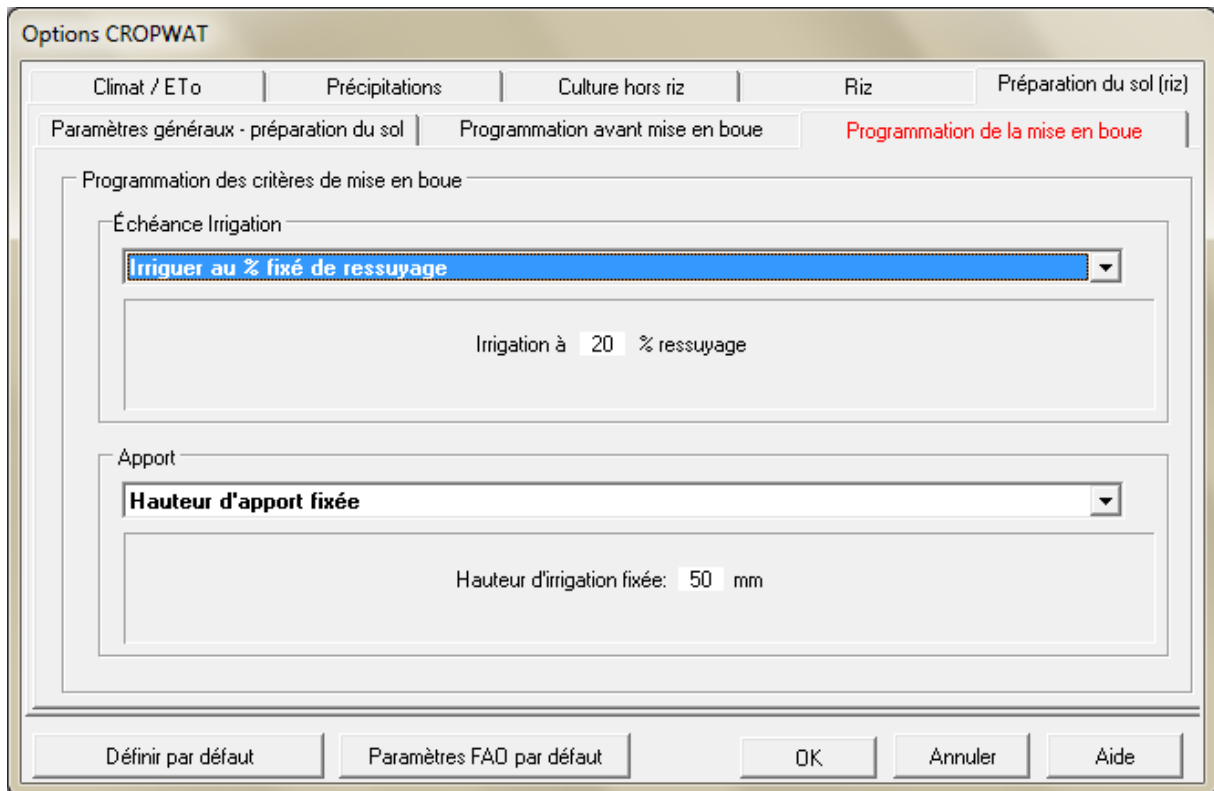 Options CROPWAT
Climat / ETo Précipitations Culture hors riz Riz Préparation du sol (riz)
Paramètres généraux - préparation du sol Programmation avant mise en boue Programmation de la mise en boue
Programmation des critères de mise en boue
Échéance Irrigation
Irriguer au % fixé de ressuyage
Irrigation à 20 % ressuyage
Apport
Hauteur d'apport fixée
Hauteur d'irrigation fixée: 50 mm
Définir par défaut Paramètres FAO par défaut OK Annuler Aide